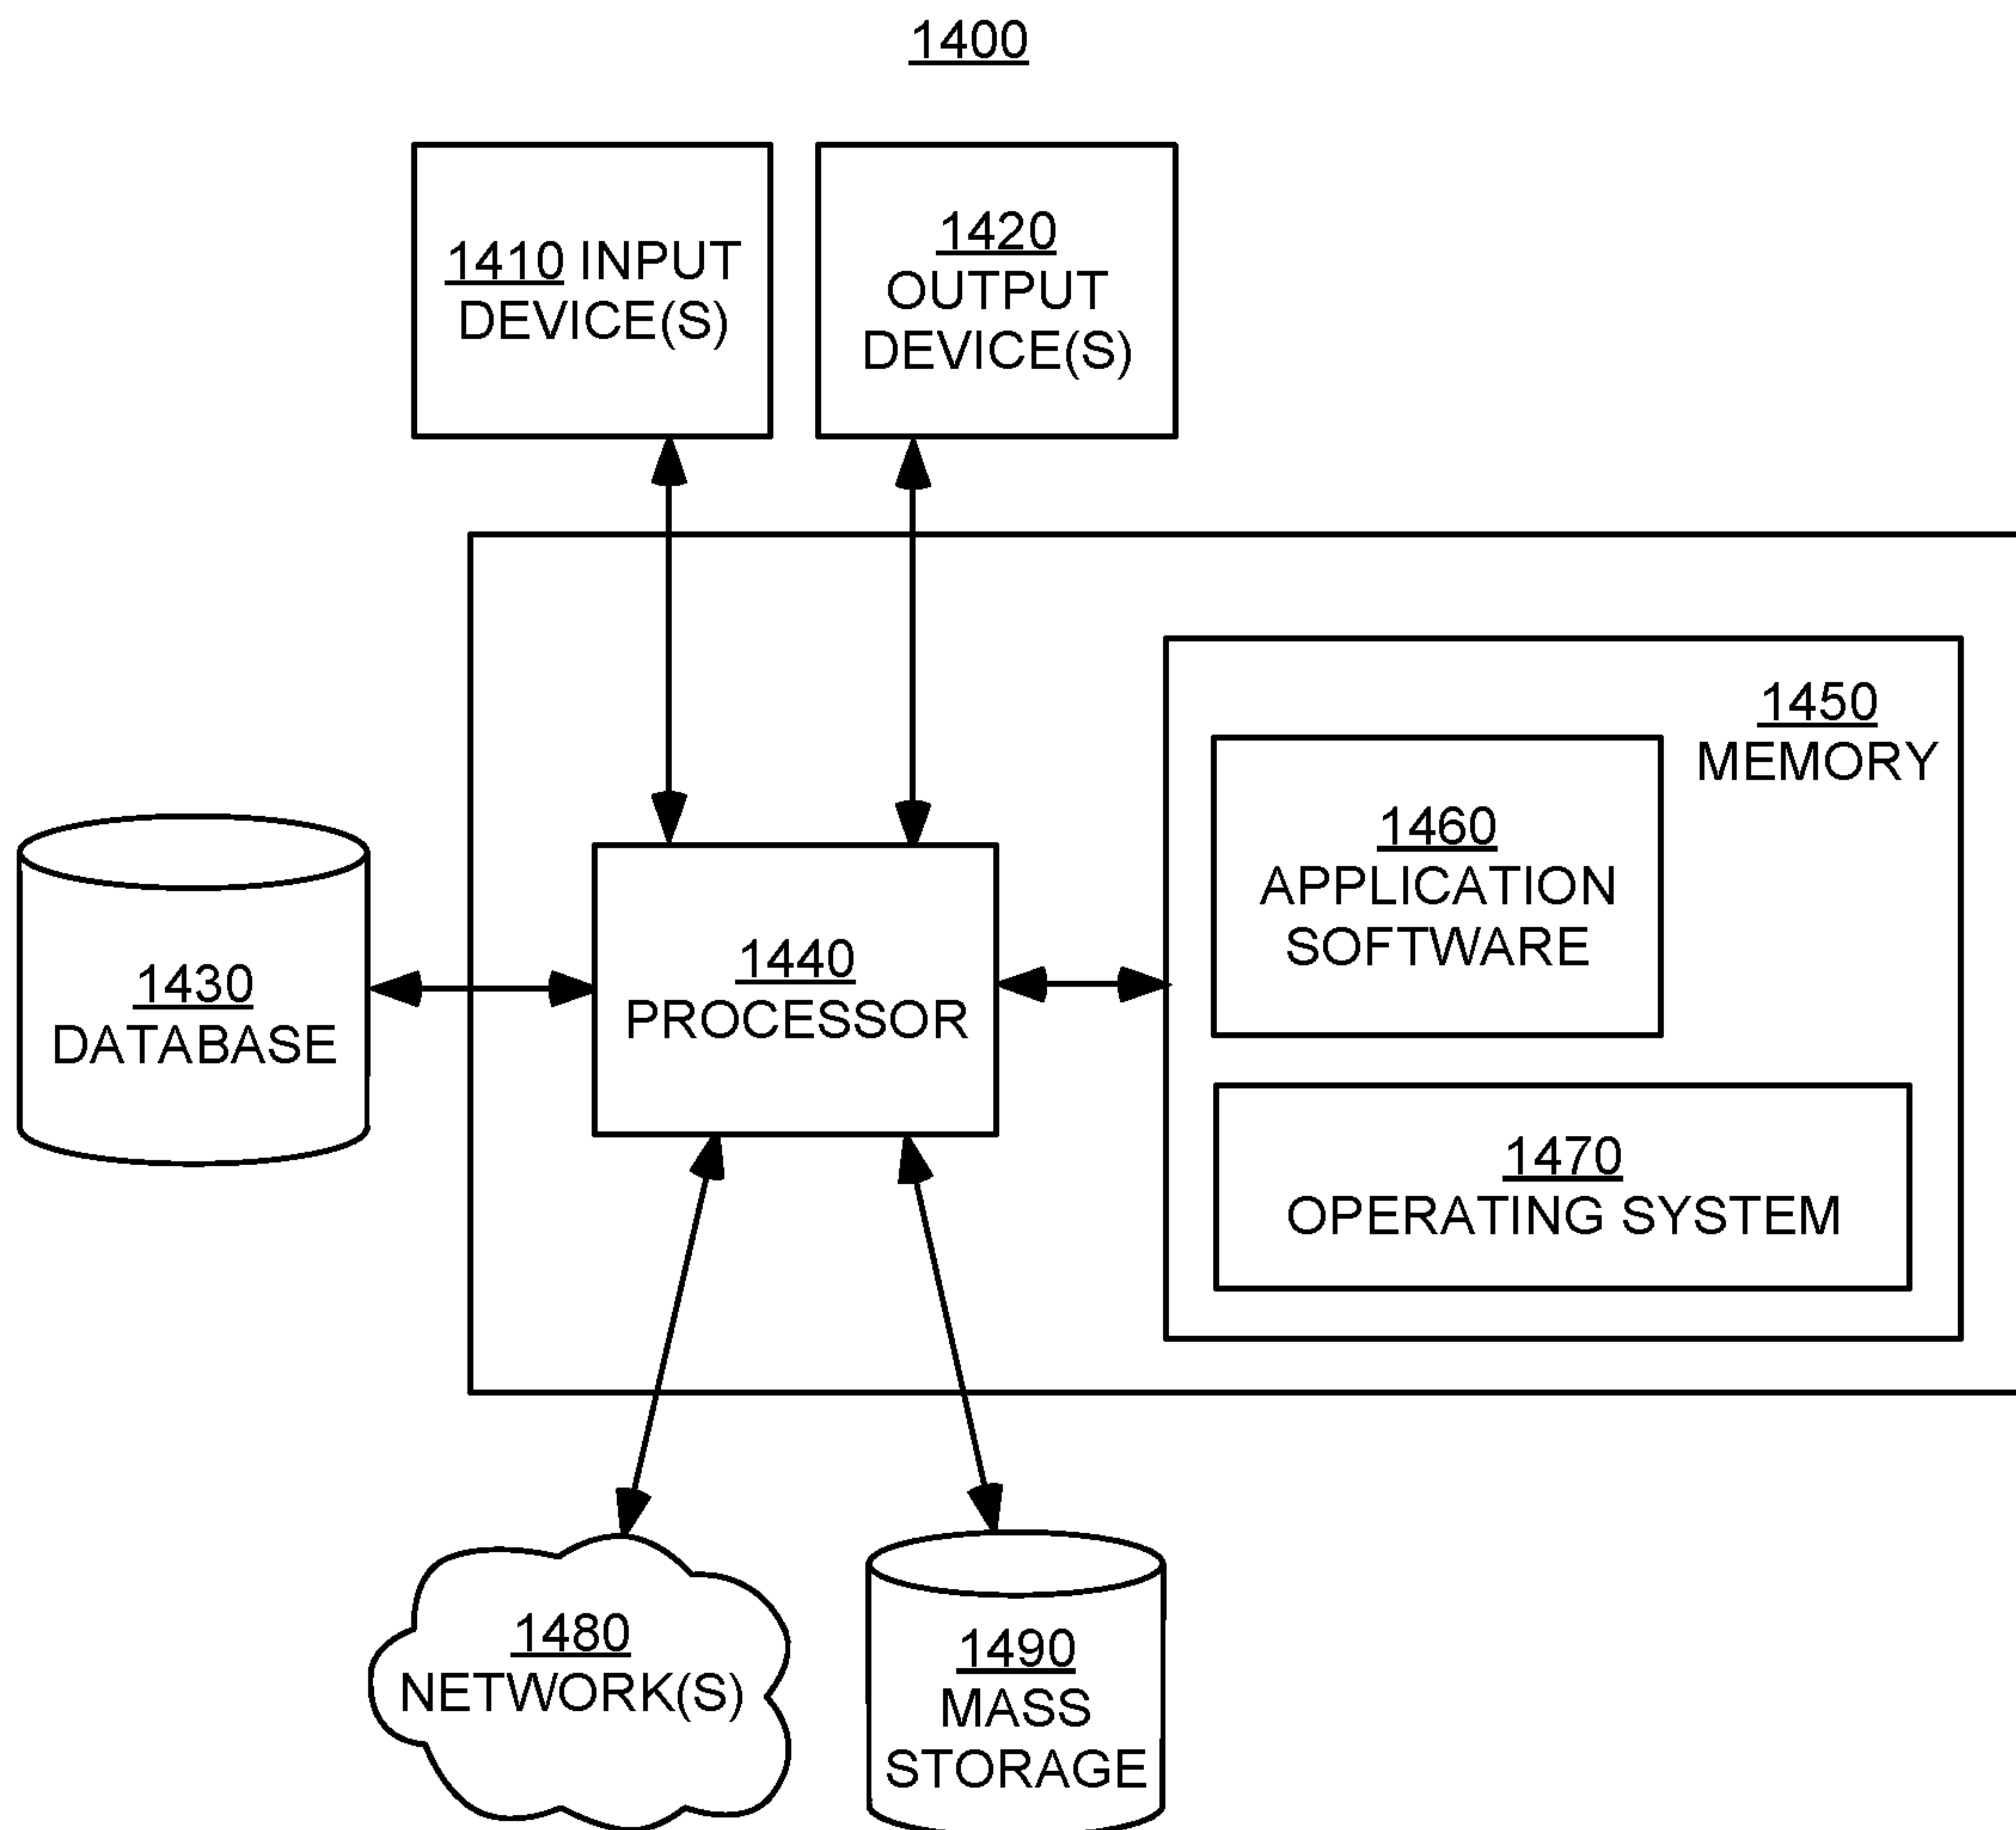 1400
1410 INPUT
DEVICE(S)
1420
OUTPUT
DEVICE(S)
1450
MEMORY
1460
APPLICATION
SOFTWARE
1430
DATABASE
1440
PROCESSOR
1470
OPERATING SYSTEM
1480
NETWORK(S)
1490
MASS
STORAGE